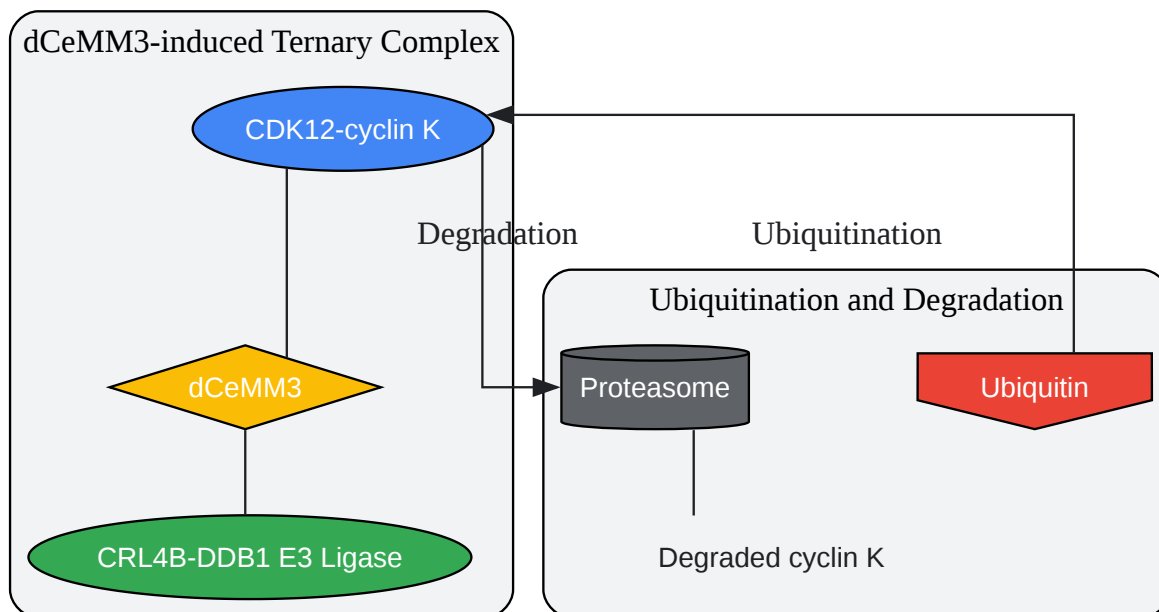 dCeMM3-induced Ternary Complex
CDK12-cyclin K
Degradation
Ubiquitination
Ubiquitination and Degradation
dCeMM3
Proteasome
Ubiquitin
CRL4B-DDB1 E3 Ligase
Degraded cyclin K